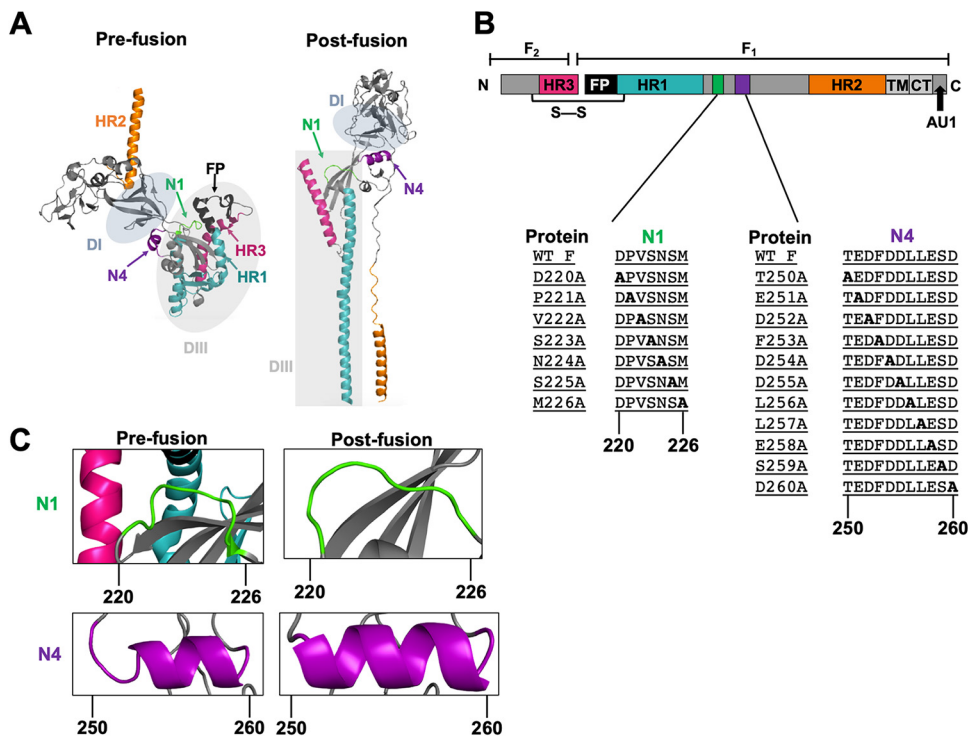 A
Pre-fusion
Post-fusion
HR2
N1
FP
DI
N4
HR3
HR1
DIII
DI
N1
N4
DIII
B
F2
F1
N
HR3
FP
HR1
HR2
TM
CT
C
S—S
AU1
Protein N1
WT F DPVSNSM
D220A APVSNSM
P221A DAVSNSM
V222A DPASNSM
S223A DPVANSM
N224A DPVSASM
S225A DPVSNAM
M226A DPVSNSA
220 226
Protein N4
WT F TEDFDDLLESD
T250A AEDFDDLLESD
E251A TADFDDLLESD
D252A TEAFDDLLESD
F253A TEDADDLLESD
D254A TEDFADLLESD
D255A TEDFDALLESD
L256A TEDFDDALESD
L257A TEDFDDLAESD
E258A TEDFDDLLASD
S259A TEDFDDLLEAD
D260A TEDFDDLLESA
250 260
C
Pre-fusion
Post-fusion
N1
220 226
220 226
N4
250 260
250 260